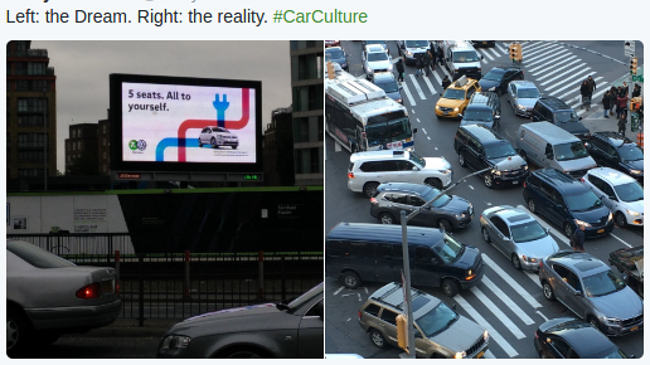 Left: the Dream. Right: the reality. #CarCulture
5 seats. All to
yourself.